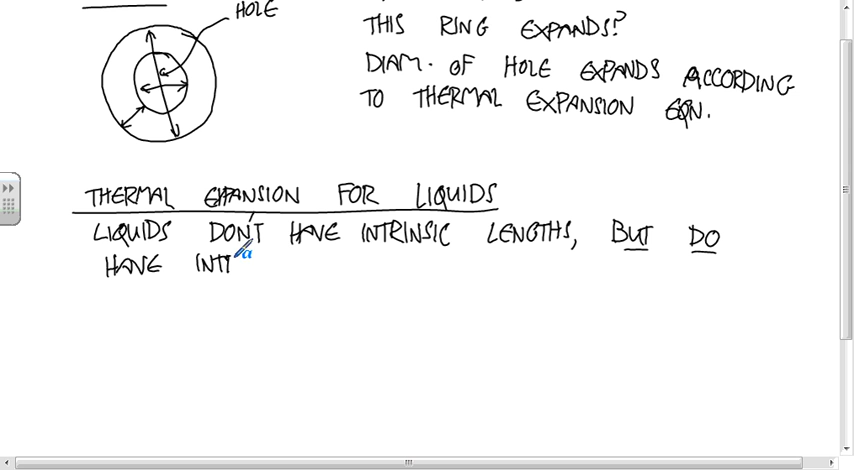 HOLE
THIS RING EXPANDS?
DIAM. OF HOLE EXPANDS ACCORDING
TO THERMAL EXPANSION EQN.
THERMAL EXPANSION FOR LIQUIDS
LIQUIDS DON'T HAVE INTRINSIC LENGTHS, BUT DO
HAVE INTR